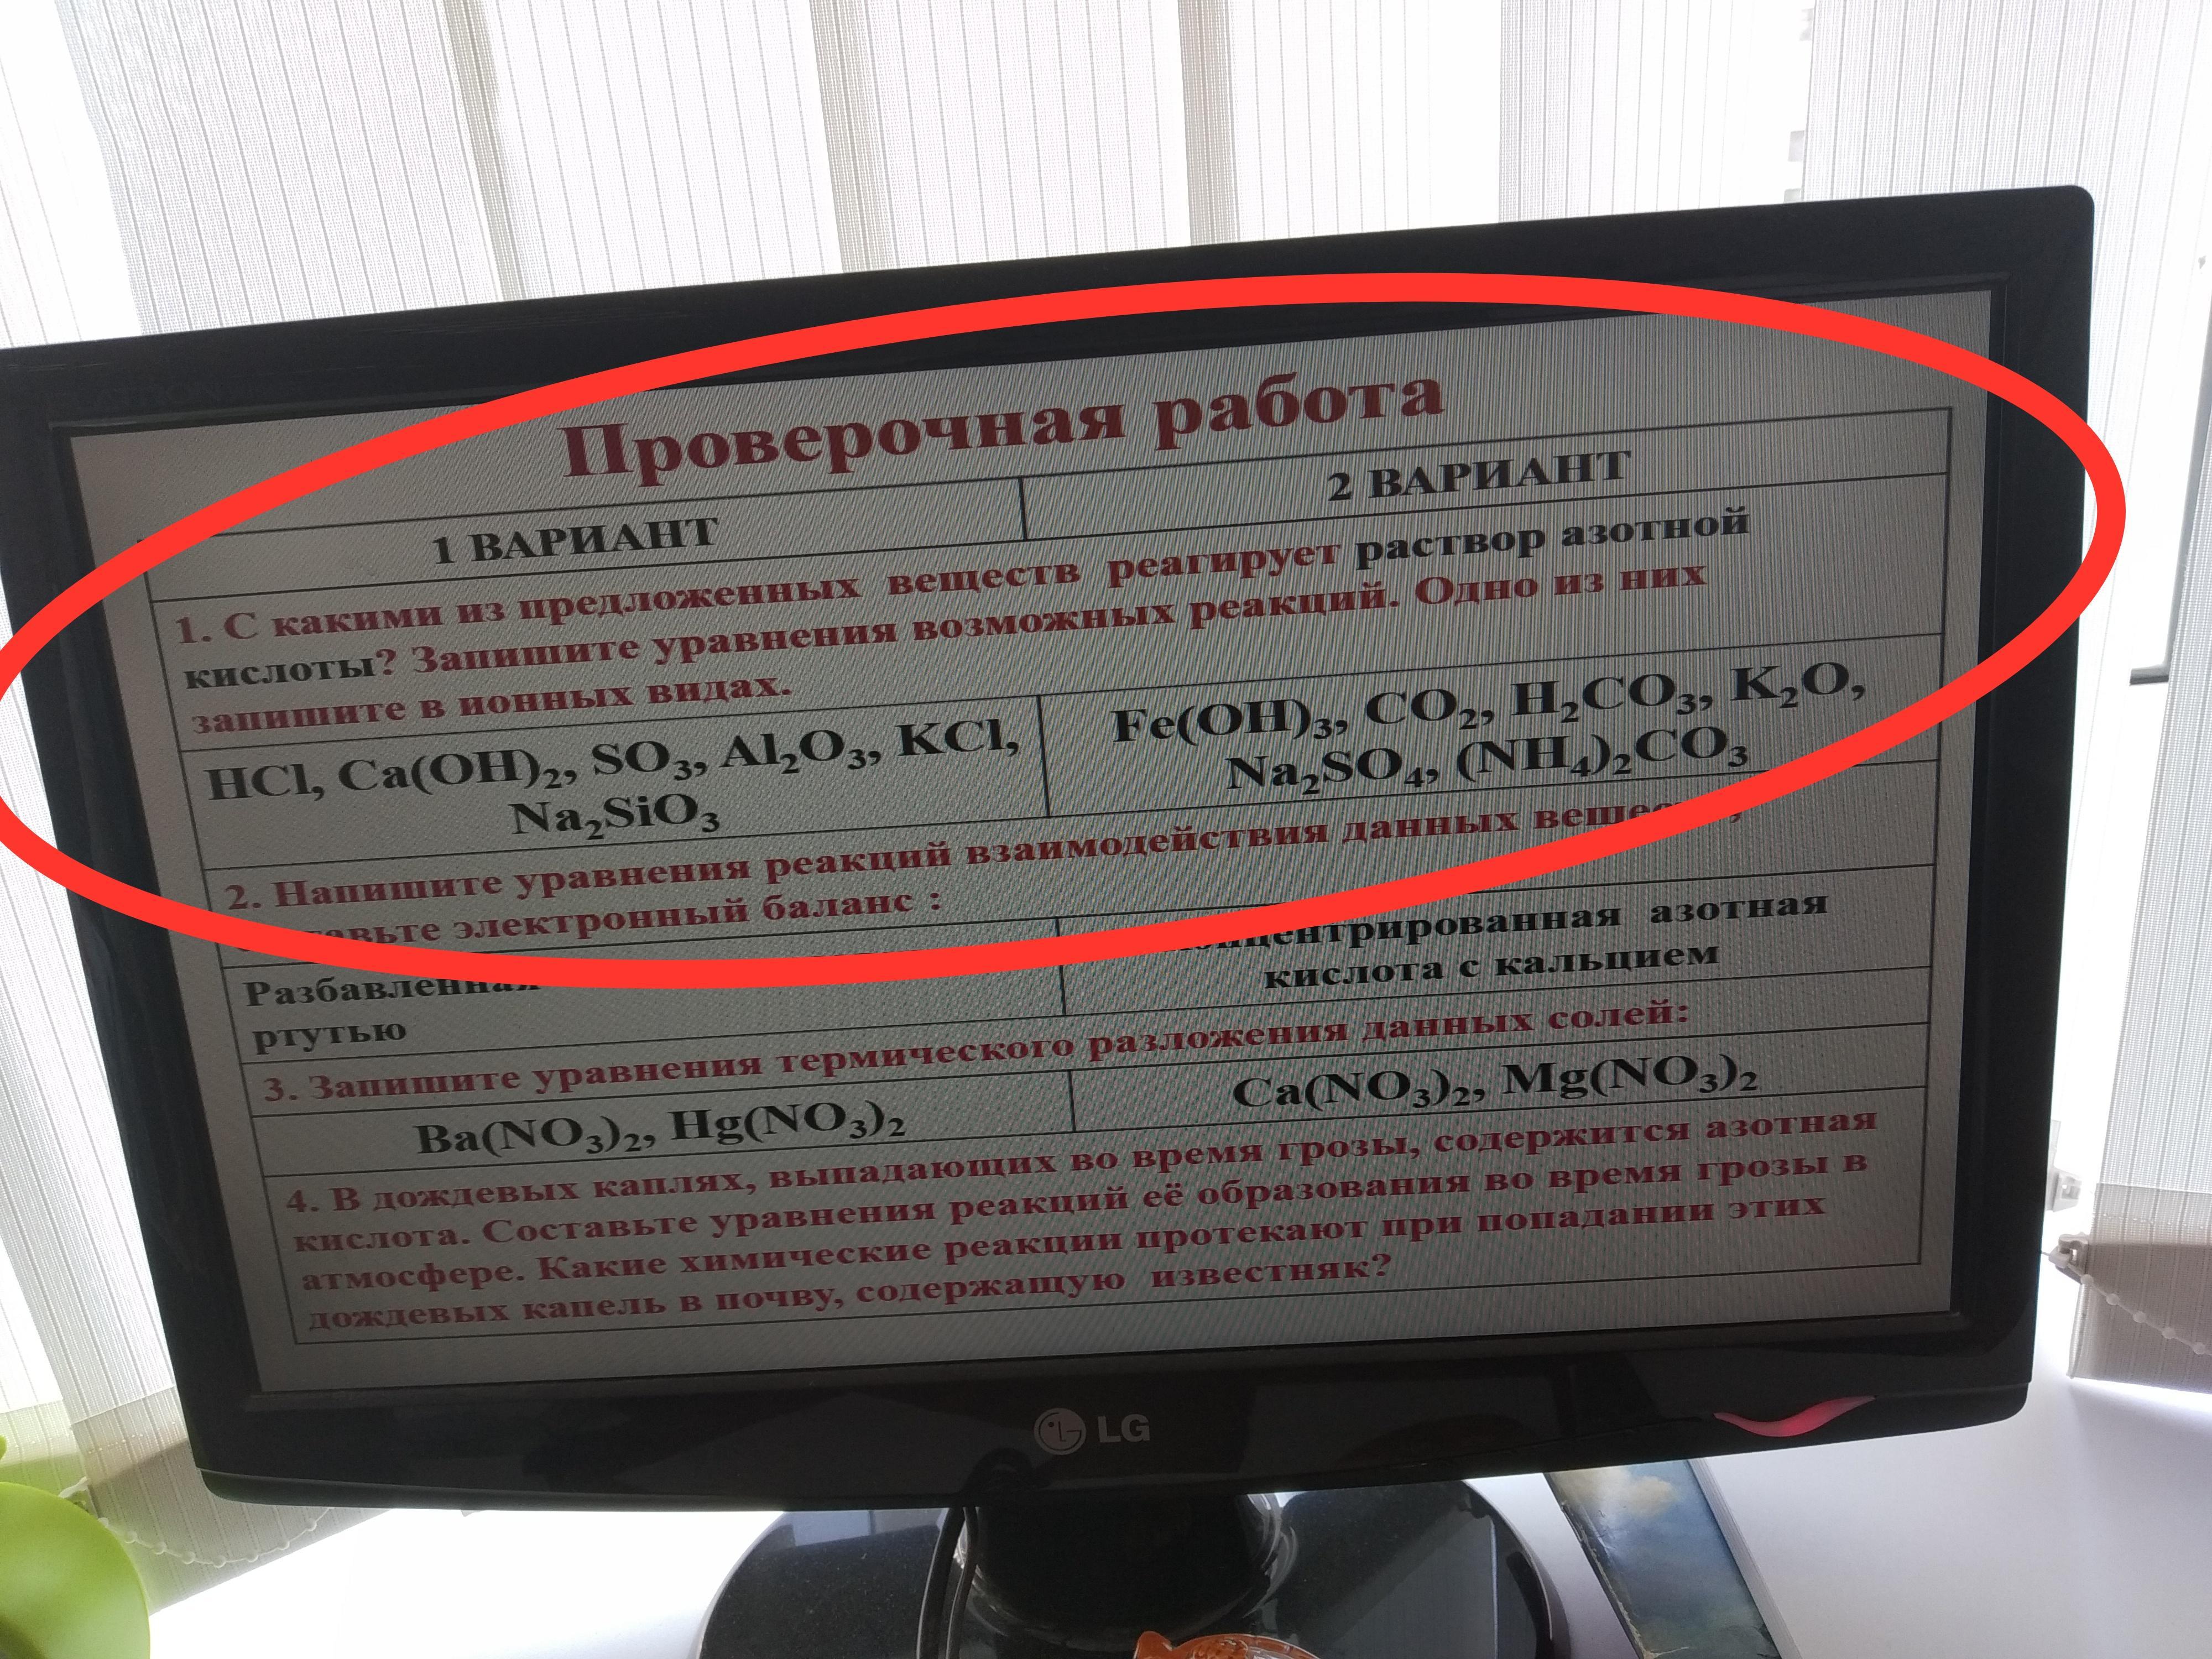 Проверочная работа
1 ВАРИАНТ
2 ВАРИАНТ
1. С какими из предложенных веществ реагирует раствор азотной
кислоты? Запишите уравнения возможных реакций. Одно из них
запишите в ионных видах.
HCl, Ca(OH)₂, SO₃, Al₂O₃, KCl,
Na₂SiO₃
Fe(OH)₃, CO₂, H₂CO₃, K₂O,
Na₂SO₄, (NH₄)₂CO₃
2. Напишите уравнения реакций взаимодействия данных
электронный баланс :
Разбавленная
ртутью
азотная
кислота с кальцием
3. Запишите уравнения термического разложения данных солей:
Ba(NO₃)₂, Hg(NO₃)₂
Ca(NO₃)₂, Mg(NO₃)₂
4. В дождевых каплях, выпадающих во время грозы, содержится азотная
кислота. Составьте уравнения реакций её образования во время грозы в
атмосфере. Какие химические реакции протекают при попадании этих
дождевых капель в почву, содержащую известняк?
LG